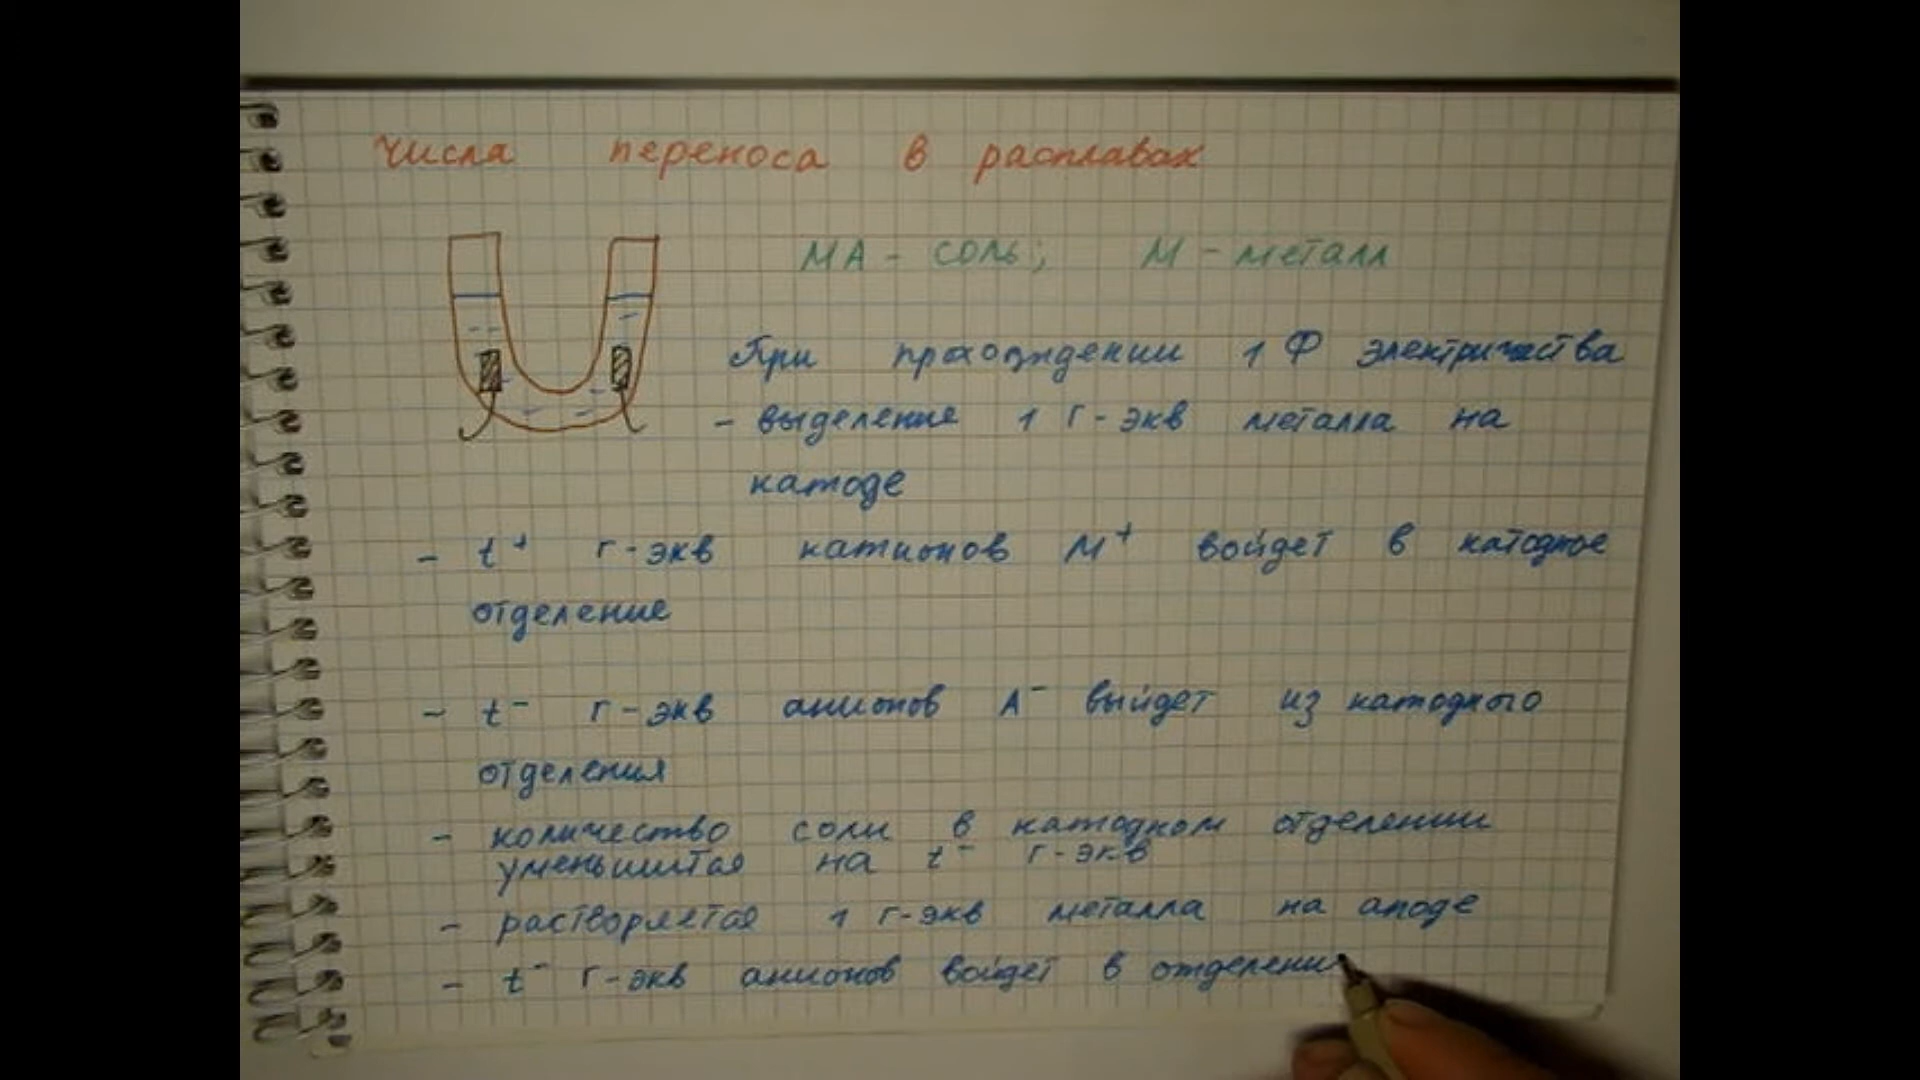 Числа переноса в расплавах
МА - соль; М - металл
При прохождении 1 Ф электричества
- выделение 1 г-экв металла на
катоде
- t⁺ г-экв катионов М⁺ войдет в катодное
отделение
- t⁻ г-экв анионов А⁻ выйдет из катодного
отделения
- количество соли в катодном отделении
уменьшится на t⁻ г-экв
- растворяется 1 г-экв металла на аноде
- t⁻ г-экв анионов войдет в отделени